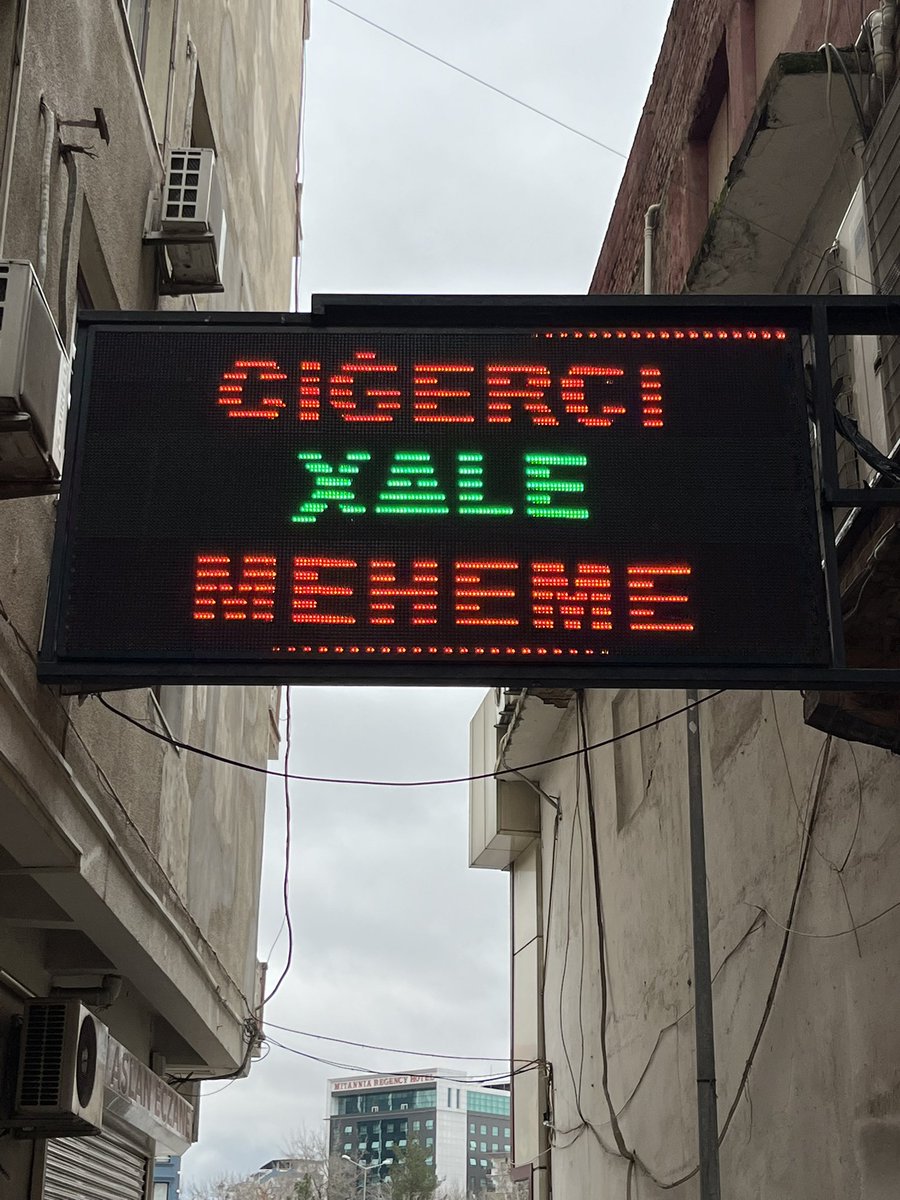 CİĞERCİ
XALE
MEHEME
MITANNIA REGENCY HOTEL
ASLAN ECZANE